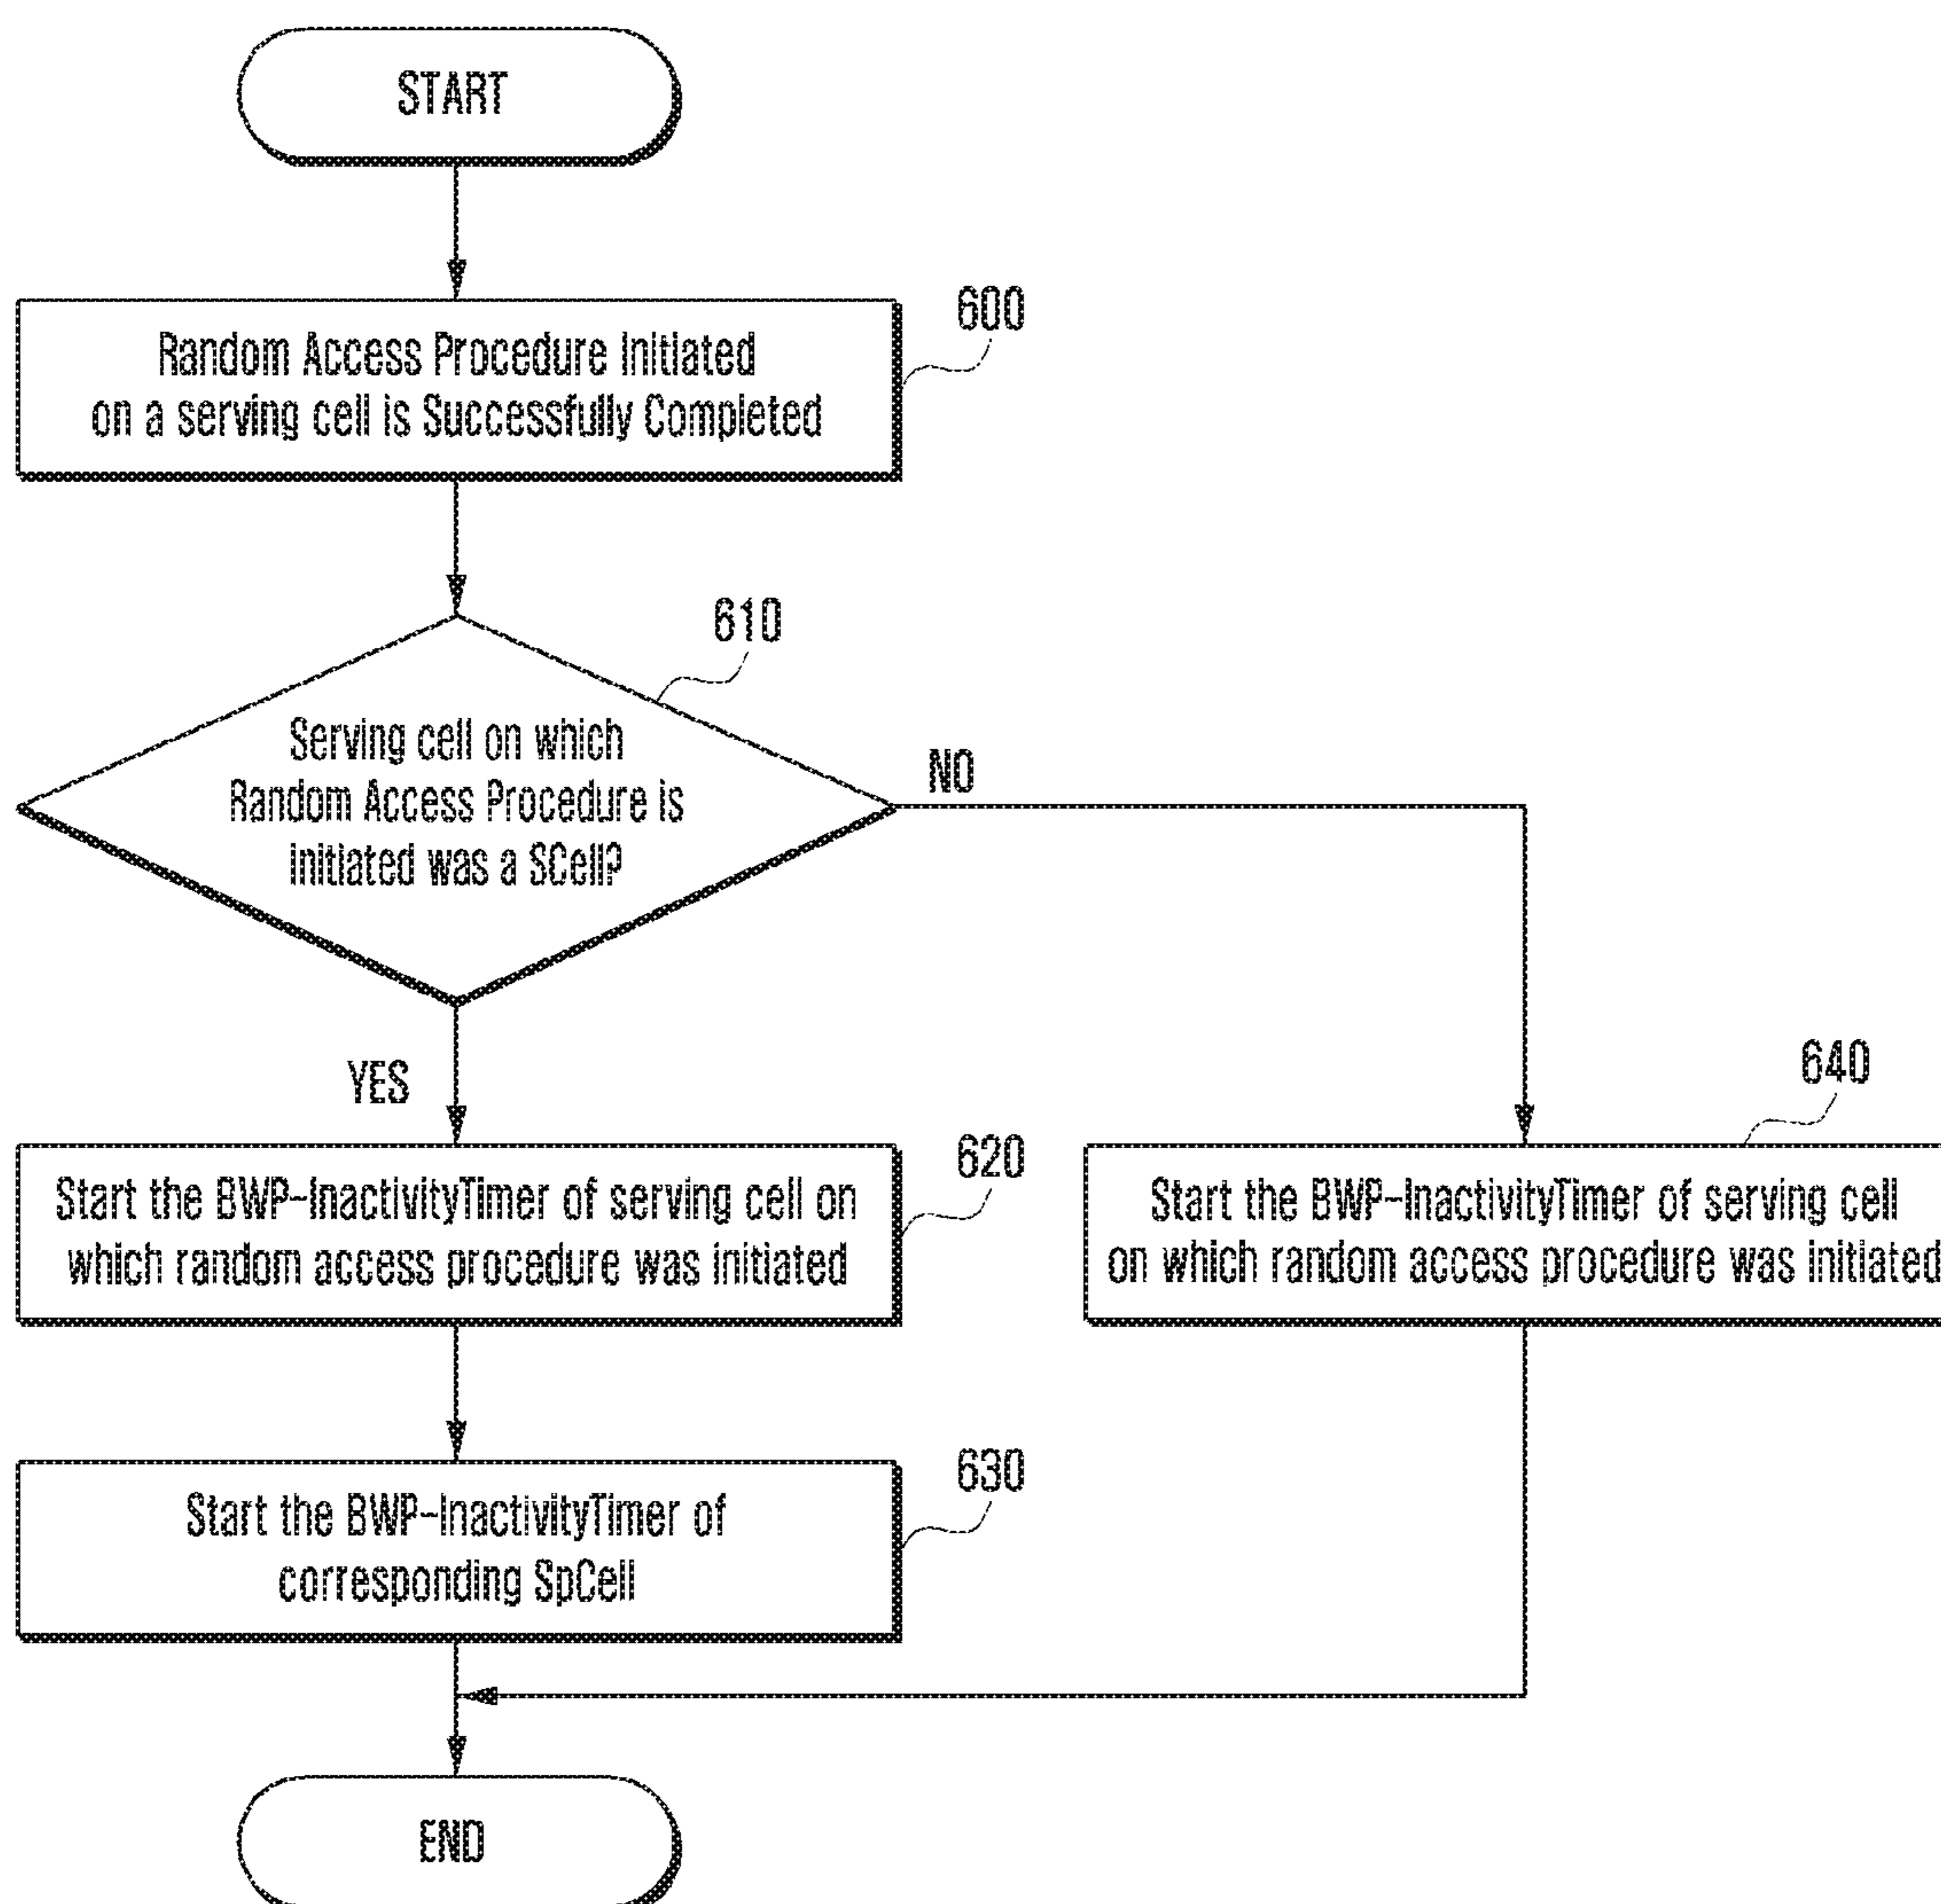 START
600
Random Access Procedure Initiated
on a serving cell is Successfully Completed
610
Serving cell on which
Random Access Procedure is
initiated was a SCell?
NO
YES
620
Start the BWP-InactivityTimer of serving cell on
which random access procedure was initiated
640
Start the BWP-InactivityTimer of serving cell
on which random access procedure was initiated
630
Start the BWP-InactivityTimer of
corresponding SpCell
END